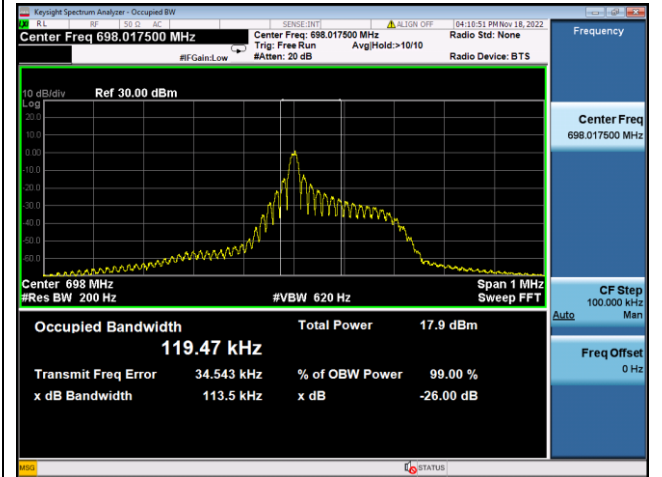 Keysight Spectrum Analyzer - Occupied BW
RL RF 50 Ω AC SENSE:INT ALIGN OFF 04:10:51 PM Nov 18, 2022
Center Freq 698.017500 MHz Center Freq: 698.017500 MHz Radio Std: None
Trig: Free Run Avg|Hold:>10/10
#IFGain:Low #Atten: 20 dB Radio Device: BTS
10 dB/div Ref 30.00 dBm
Log
20.0
10.0
0.00
-10.0
-20.0
-30.0
-40.0
-50.0
-60.0
Center 698 MHz Span 1 MHz
#Res BW 200 Hz #VBW 620 Hz Sweep FFT
Occupied Bandwidth Total Power 17.9 dBm
119.47 kHz
Transmit Freq Error 34.543 kHz % of OBW Power 99.00 %
x dB Bandwidth 113.5 kHz x dB -26.00 dB
MSG STATUS
Frequency
Center Freq
698.017500 MHz
CF Step
100.000 kHz
Auto Man
Freq Offset
0 Hz